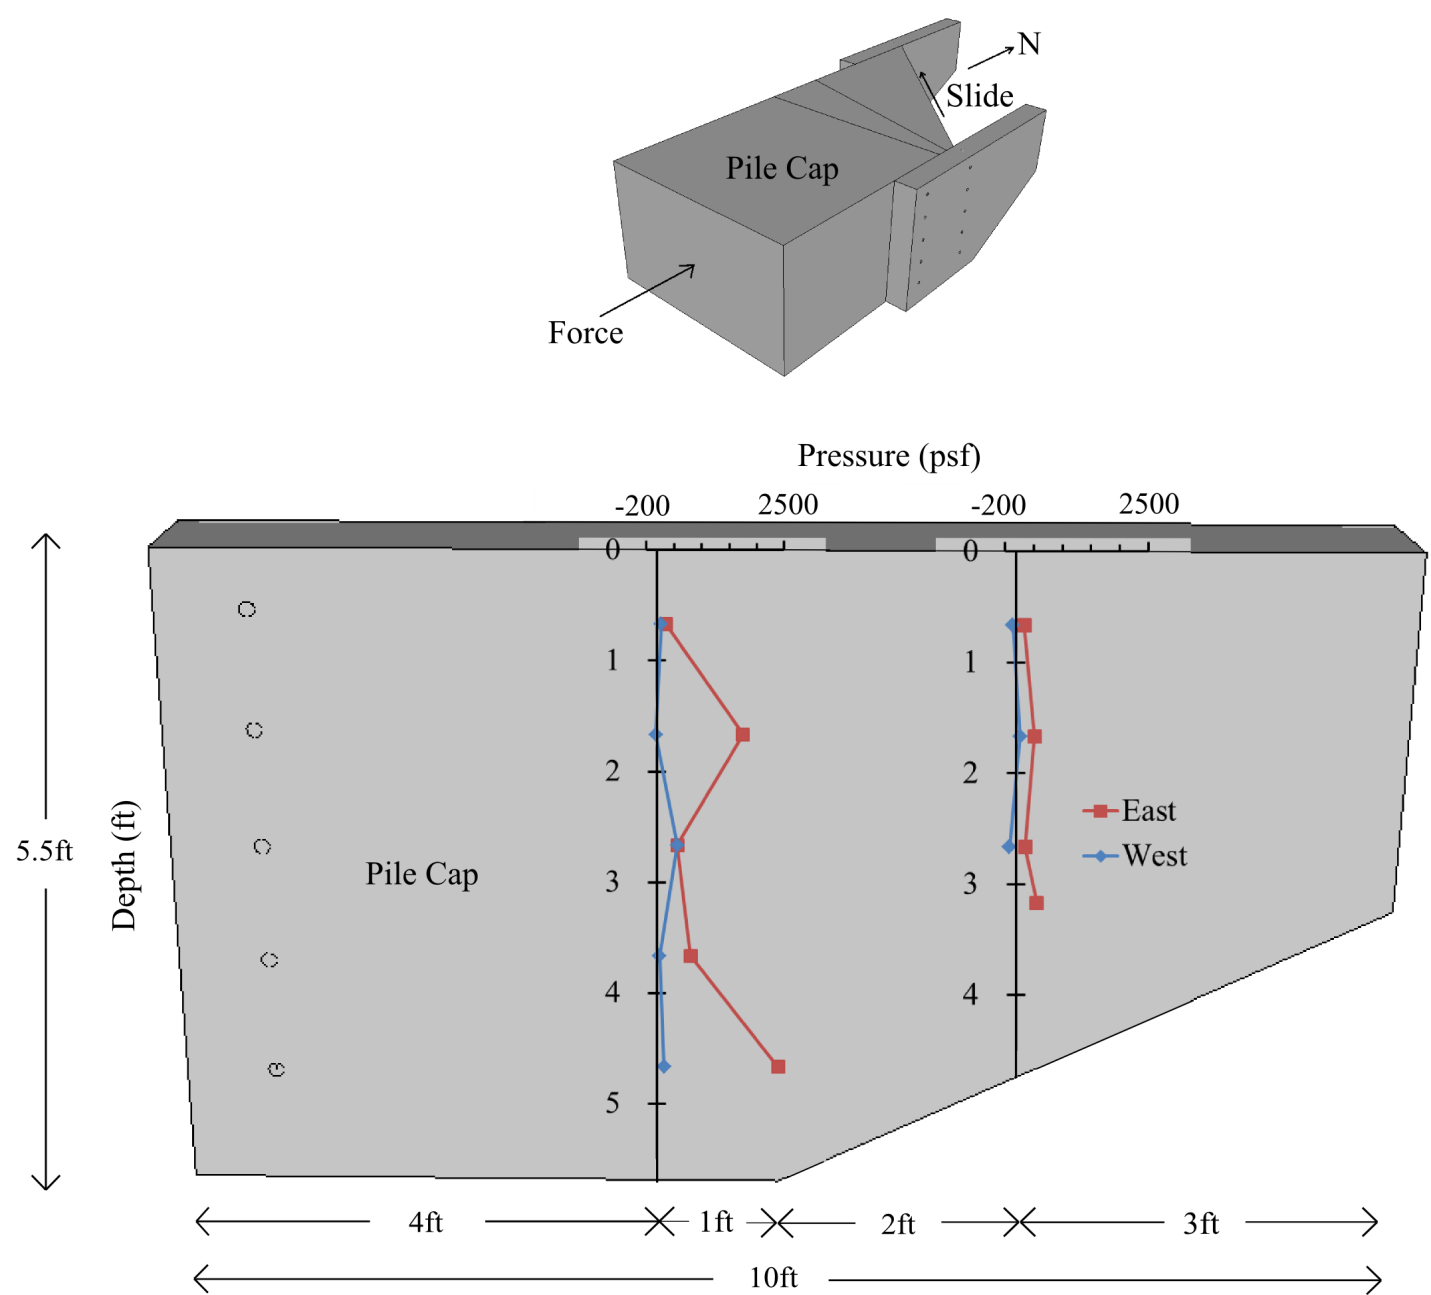 N
Slide
Pile Cap
Force
Pressure (psf)
-200 2500 -200 2500
0 0
1 1
2 2
East
5.5ft
Depth (ft)
West
Pile Cap
3 3
4 4
5
4ft 1ft 2ft 3ft
10ft